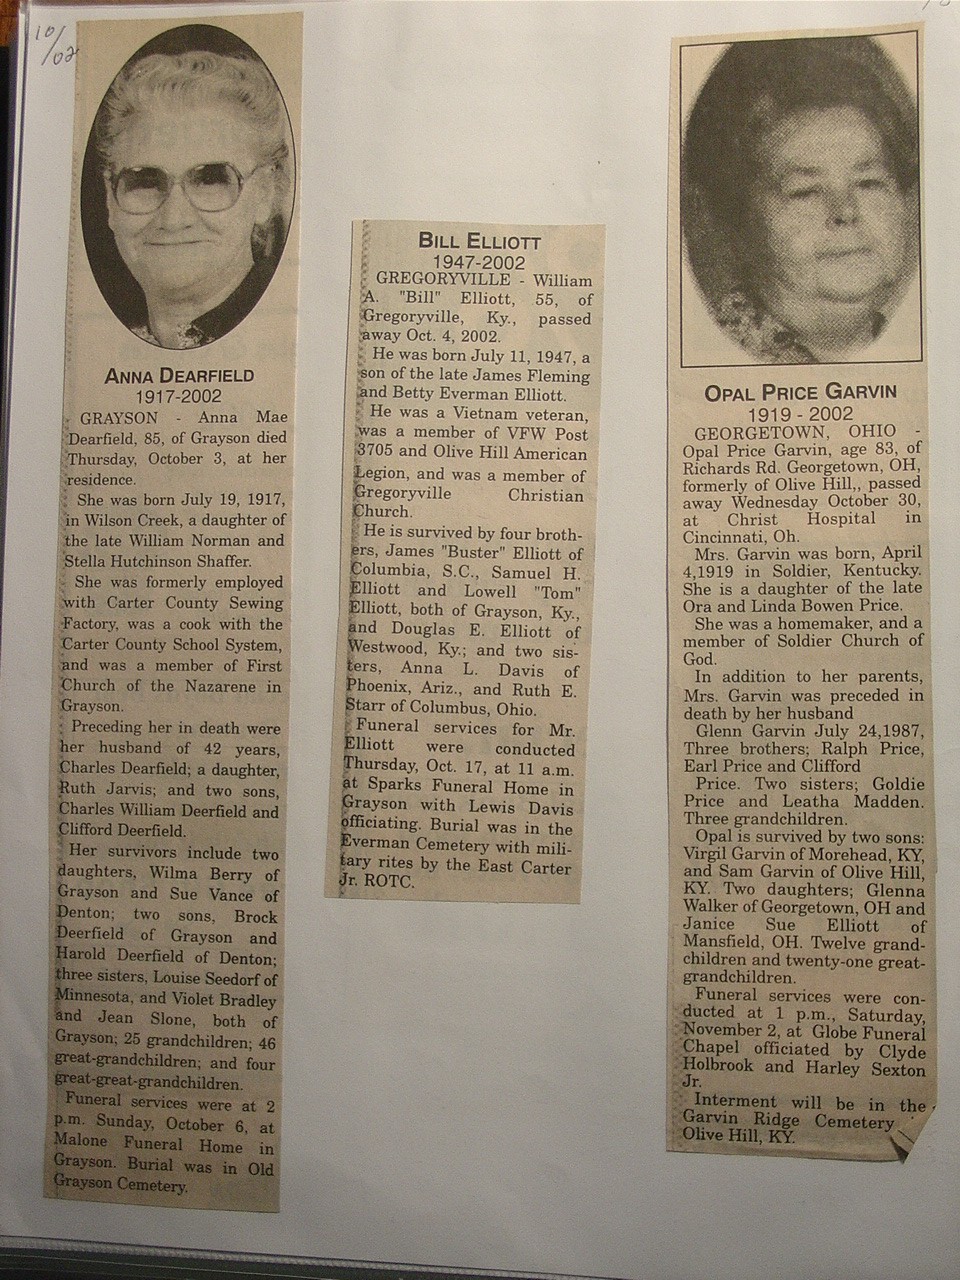 10/02
ANNA DEARFIELD
1917-2002
GRAYSON - Anna Mae
Dearfield, 85, of Grayson died
Thursday, October 3, at her
residence.
She was born July 19, 1917,
in Wilson Creek, a daughter of
the late William Norman and
Stella Hutchinson Shaffer.
She was formerly employed
with Carter County Sewing
Factory, was a cook with the
Carter County School System,
and was a member of First
Church of the Nazarene in
Grayson.
Preceding her in death were
her husband of 42 years,
Charles Dearfield; a daughter,
Ruth Jarvis; and two sons,
Charles William Deerfield and
Clifford Deerfield.
Her survivors include two
daughters, Wilma Berry of
Grayson and Sue Vance of
Denton; two sons, Brock
Deerfield of Grayson and
Harold Deerfield of Denton;
three sisters, Louise Seedorf of
Minnesota, and Violet Bradley
and Jean Slone, both of
Grayson; 25 grandchildren; 46
great-grandchildren; and four
great-great-grandchildren.
Funeral services were at 2
p.m. Sunday, October 6, at
Malone Funeral Home in
Grayson. Burial was in Old
Grayson Cemetery.
BILL ELLIOTT
1947-2002
GREGORYVILLE - William
A. "Bill" Elliott, 55, of
Gregoryville, Ky., passed
away Oct. 4, 2002.
He was born July 11, 1947, a
son of the late James Fleming
and Betty Everman Elliott.
He was a Vietnam veteran,
was a member of VFW Post
3705 and Olive Hill American
Legion, and was a member of
Gregoryville Christian
Church.
He is survived by four broth-
ers, James "Buster" Elliott of
Columbia, S.C., Samuel H.
Elliott and Lowell "Tom"
Elliott, both of Grayson, Ky.,
and Douglas E. Elliott of
Westwood, Ky.; and two sis-
ters, Anna L. Davis of
Phoenix, Ariz., and Ruth E.
Starr of Columbus, Ohio.
Funeral services for Mr.
Elliott were conducted
Thursday, Oct. 17, at 11 a.m.
at Sparks Funeral Home in
Grayson with Lewis Davis
officiating. Burial was in the
Everman Cemetery with mili-
tary rites by the East Carter
Jr. ROTC.
OPAL PRICE GARVIN
1919 - 2002
GEORGETOWN, OHIO -
Opal Price Garvin, age 83, of
Richards Rd. Georgetown, OH,
formerly of Olive Hill,, passed
away Wednesday October 30,
at Christ Hospital in
Cincinnati, Oh.
Mrs. Garvin was born, April
4,1919 in Soldier, Kentucky.
She is a daughter of the late
Ora and Linda Bowen Price.
She was a homemaker, and a
member of Soldier Church of
God.
In addition to her parents,
Mrs. Garvin was preceded in
death by her husband
Glenn Garvin July 24,1987,
Three brothers; Ralph Price,
Earl Price and Clifford
Price. Two sisters; Goldie
Price and Leatha Madden.
Three grandchildren.
Opal is survived by two sons:
Virgil Garvin of Morehead, KY,
and Sam Garvin of Olive Hill,
KY. Two daughters; Glenna
Walker of Georgetown, OH and
Janice Sue Elliott of
Mansfield, OH. Twelve grand-
children and twenty-one great-
grandchildren.
Funeral services were con-
ducted at 1 p.m., Saturday,
November 2, at Globe Funeral
Chapel officiated by Clyde
Holbrook and Harley Sexton
Jr.
Interment will be in the
Garvin Ridge Cemetery
Olive Hill, KY.